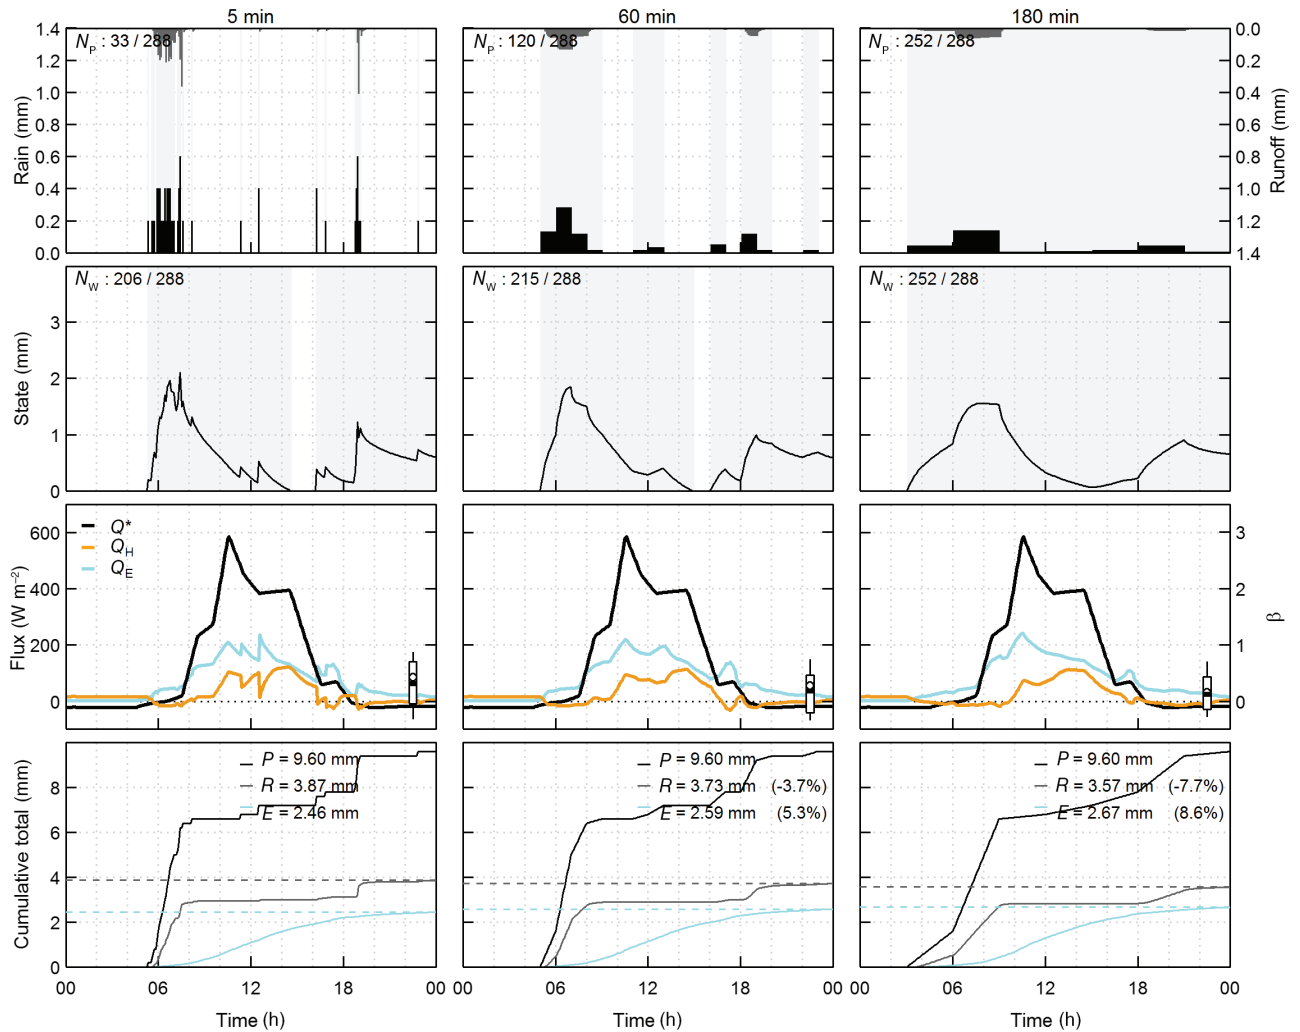 5 min 60 min 180 min
1.4 0.0
N_P : 33 / 288 N_P : 120 / 288 N_P : 252 / 288
1.2 0.2
1.0 0.4
0.8 0.6
Rain (mm) Runoff (mm)
0.6 0.8
0.4 1.0
0.2 1.2
0.0 1.4
N_W : 206 / 288 N_W : 215 / 288 N_W : 252 / 288
3
2
State (mm)
1
0
Q*
600 3
Q_H
Q_E
400 2
Flux (W m⁻²) β
200 1
0 0
P = 9.60 mm P = 9.60 mm P = 9.60 mm
8
R = 3.87 mm R = 3.73 mm (-3.7%) R = 3.57 mm (-7.7%)
E = 2.46 mm E = 2.59 mm (5.3%) E = 2.67 mm (8.6%)
6
Cumulative total (mm)
4
2
0
00 06 12 18 00 06 12 18 00 06 12 18 00
Time (h) Time (h) Time (h)